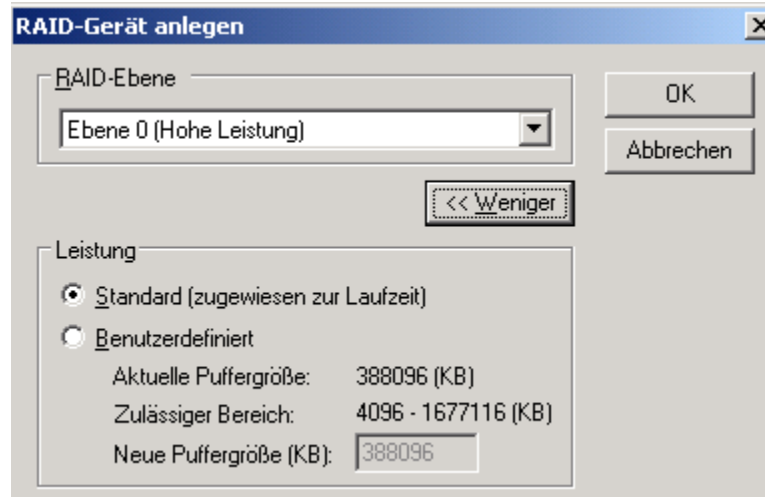 RAID-Gerät anlegen
RAID-Ebene
Ebene 0 (Hohe Leistung)
OK
Abbrechen
<< Weniger
Leistung
Standard (zugewiesen zur Laufzeit)
Benutzerdefiniert
Aktuelle Puffergröße: 388096 (KB)
Zulässiger Bereich: 4096 - 1677116 (KB)
Neue Puffergröße (KB): 388096